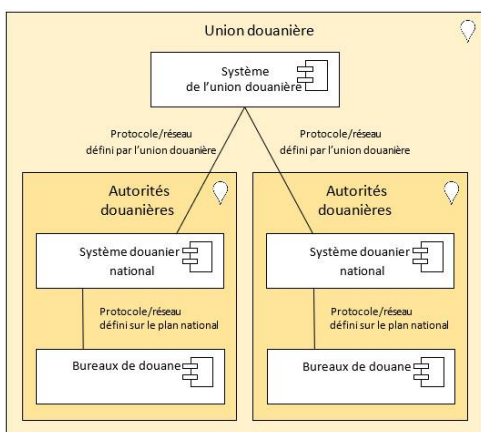 Union douanière
Système
de l'union douanière
Protocole/réseau
défini par l'union douanière
Protocole/réseau
défini par l'union douanière
Autorités
douanières
Autorités
douanières
Système douanier
national
Système douanier
national
Protocole/réseau
défini sur le plan national
Protocole/réseau
défini sur le plan national
Bureaux de douane
Bureaux de douane